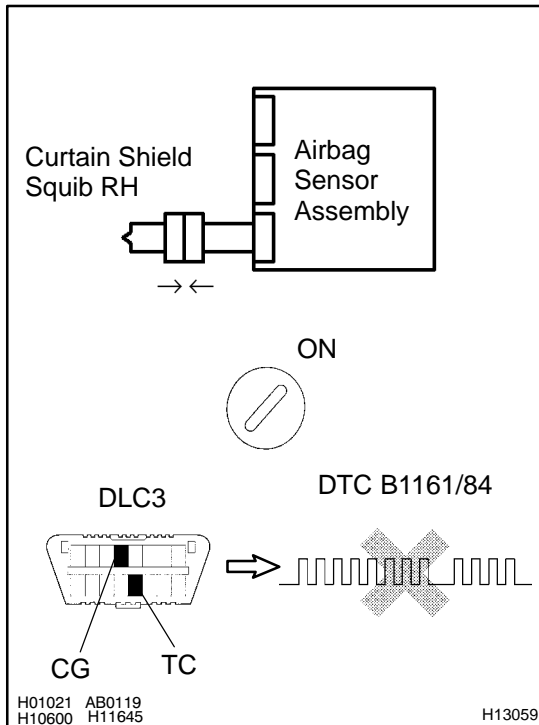 Curtain Shield
Squib RH
Airbag
Sensor
Assembly
ON
DLC3
DTC B1161/84
CG
TC
H01021 AB0119
H10600 H11645
H13059